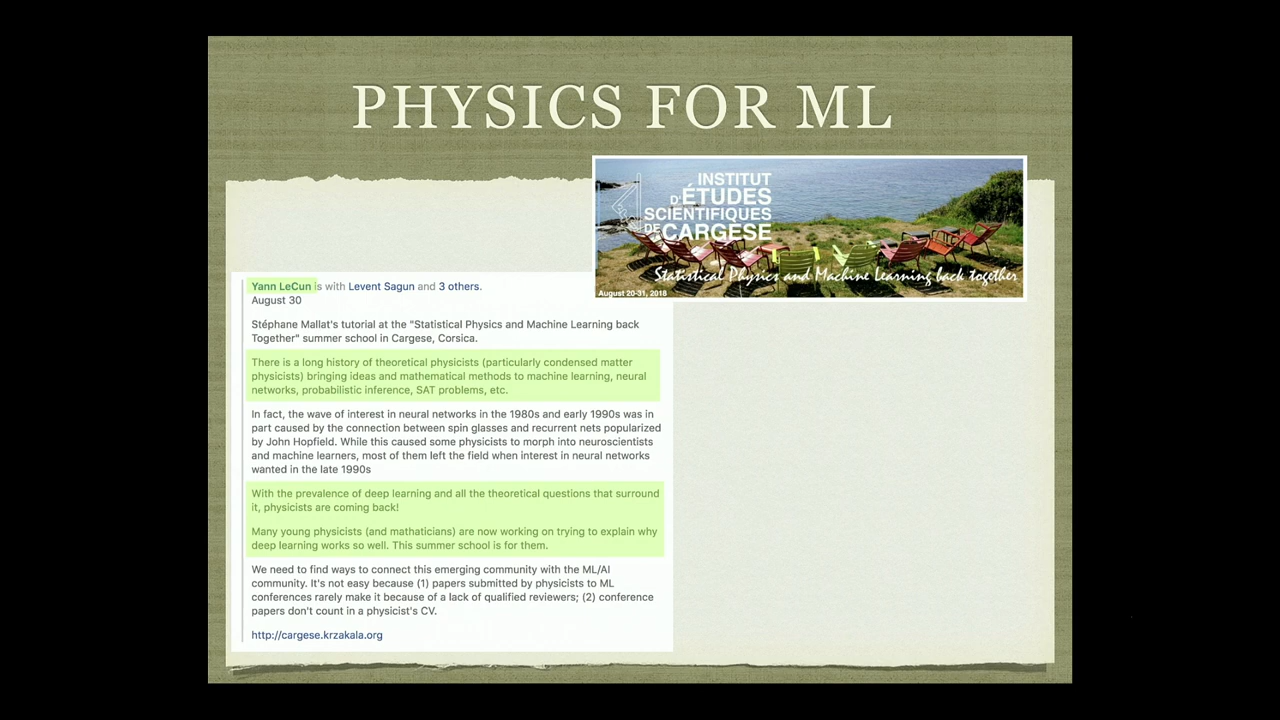 PHYSICS FOR ML
INSTITUT
D'ÉTUDES
SCIENTIFIQUES
DE CARGÈSE
Statistical Physics and Machine Learning back together
August 20-31, 2018
Yann LeCun is with Levent Sagun and 3 others.
August 30
Stéphane Mallat's tutorial at the "Statistical Physics and Machine Learning back
Together" summer school in Cargese, Corsica.
There is a long history of theoretical physicists (particularly condensed matter
physicists) bringing ideas and mathematical methods to machine learning, neural
networks, probabilistic inference, SAT problems, etc.
In fact, the wave of interest in neural networks in the 1980s and early 1990s was in
part caused by the connection between spin glasses and recurrent nets popularized
by John Hopfield. While this caused some physicists to morph into neuroscientists
and machine learners, most of them left the field when interest in neural networks
wanted in the late 1990s
With the prevalence of deep learning and all the theoretical questions that surround
it, physicists are coming back!
Many young physicists (and mathaticians) are now working on trying to explain why
deep learning works so well. This summer school is for them.
We need to find ways to connect this emerging community with the ML/AI
community. It's not easy because (1) papers submitted by physicists to ML
conferences rarely make it because of a lack of qualified reviewers; (2) conference
papers don't count in a physicist's CV.
http://cargese.krzakala.org